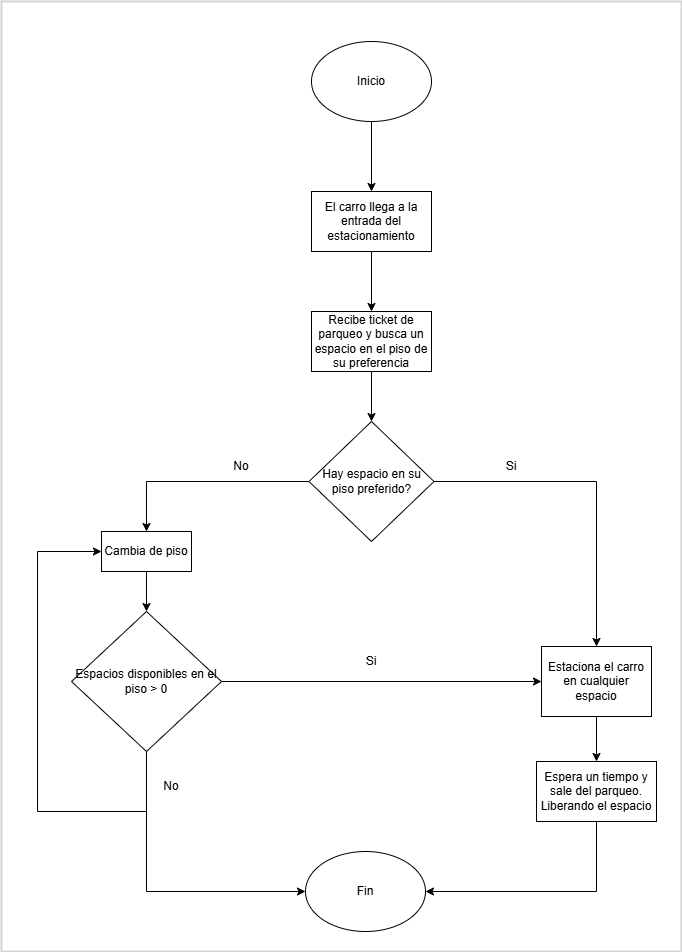 Inicio
El carro llega a la
entrada del
estacionamiento
Recibe ticket de
parqueo y busca un
espacio en el piso de
su preferencia
Hay espacio en su
piso preferido?
No
Si
Cambia de piso
Espacios disponibles en el
piso > 0
Si
Estaciona el carro
en cualquier
espacio
No
Espera un tiempo y
sale del parqueo.
Liberando el espacio
Fin